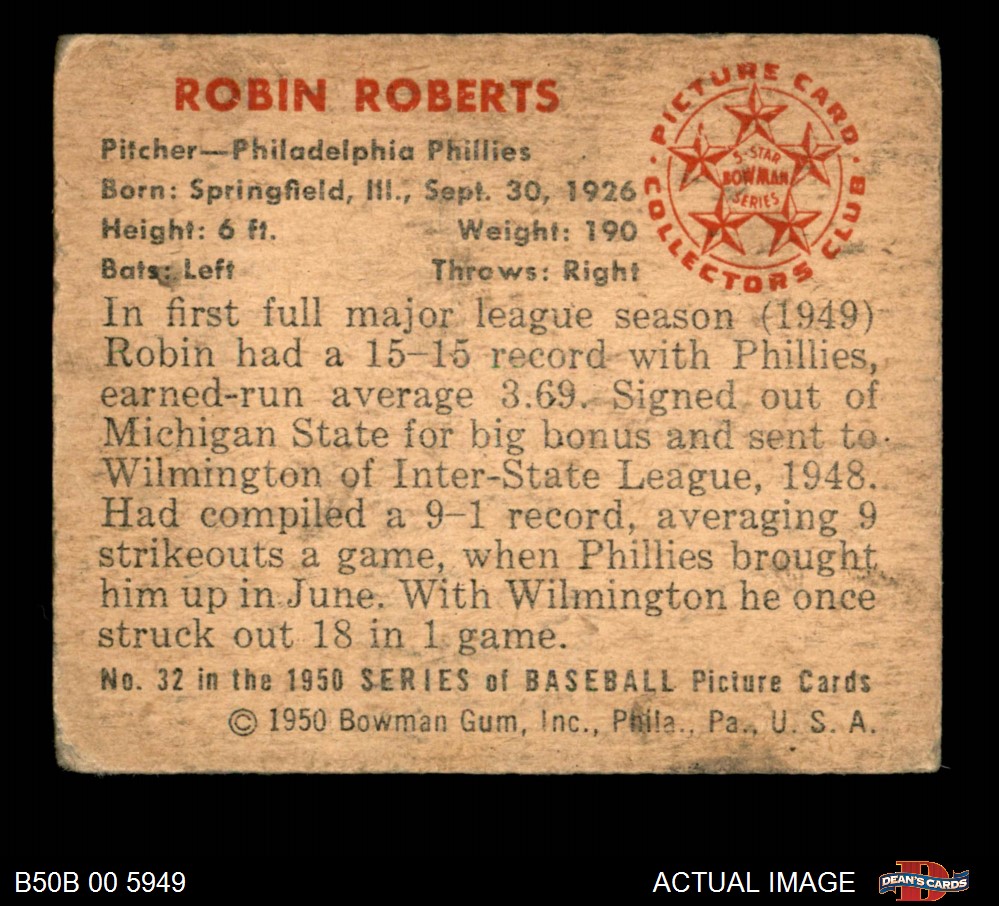 ROBIN ROBERTS
Pitcher—Philadelphia Phillies
Born: Springfield, Ill., Sept. 30, 1926
Height: 6 ft. Weight: 190
Bats: Left Throws: Right
PICTURE CARD
COLLECTORS CLUB
5-STAR
BOWMAN
SERIES
In first full major league season (1949)
Robin had a 15-15 record with Phillies,
earned-run average 3.69. Signed out of
Michigan State for big bonus and sent to
Wilmington of Inter-State League, 1948.
Had compiled a 9-1 record, averaging 9
strikeouts a game, when Phillies brought
him up in June. With Wilmington he once
struck out 18 in 1 game.
No. 32 in the 1950 SERIES of BASEBALL Picture Cards
© 1950 Bowman Gum, Inc., Phila., Pa., U. S. A.
B50B 00 5949
ACTUAL IMAGE
D
DEAN'S CARDS